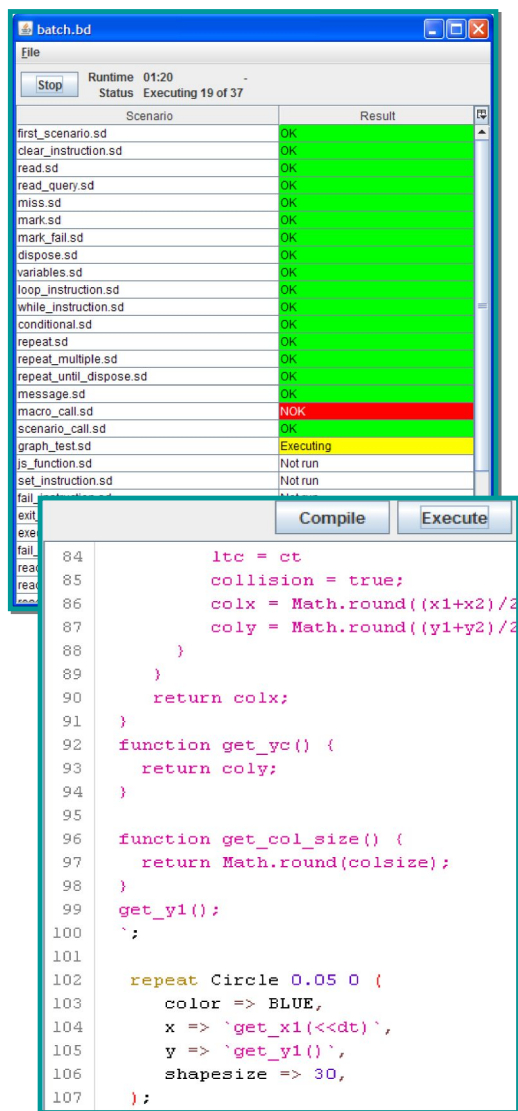 batch.bd
File
Stop
Runtime 01:20 -
Status Executing 19 of 37
Scenario Result
first_scenario.sd OK
clear_instruction.sd OK
read.sd OK
read_query.sd OK
miss.sd OK
mark.sd OK
mark_fail.sd OK
dispose.sd OK
variables.sd OK
loop_instruction.sd OK
while_instruction.sd OK
conditional.sd OK
repeat.sd OK
repeat_multiple.sd OK
repeat_until_dispose.sd OK
message.sd OK
macro_call.sd NOK
scenario_call.sd OK
graph_test.sd Executing
js_function.sd Not run
set_instruction.sd Not run
exit_
fail_
Compile Execute
84 ltc = ct
85 collision = true;
86 colx = Math.round((x1+x2)/2
87 coly = Math.round((y1+y2)/2
88 }
89 }
90 return colx;
91 }
92 function get_yc() {
93 return coly;
94 }
95
96 function get_col_size() {
97 return Math.round(colsize);
98 }
99 get_y1();
100 `;
101
102 repeat Circle 0.05 0 (
103 color => BLUE,
104 x => `get_x1(<<dt)`,
105 y => `get_y1()`,
106 shapesize => 30,
107 );